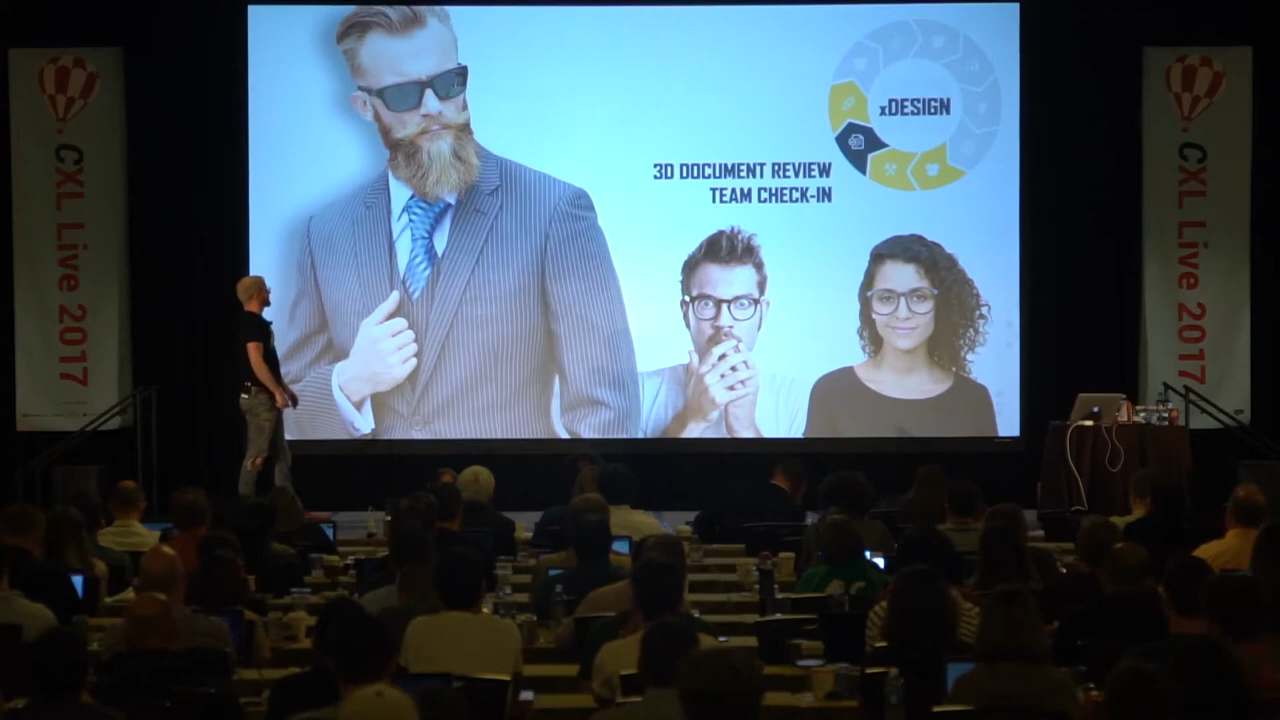 CXL Live 2017
xDESIGN
3D DOCUMENT REVIEW
TEAM CHECK-IN
CXL Live 2017